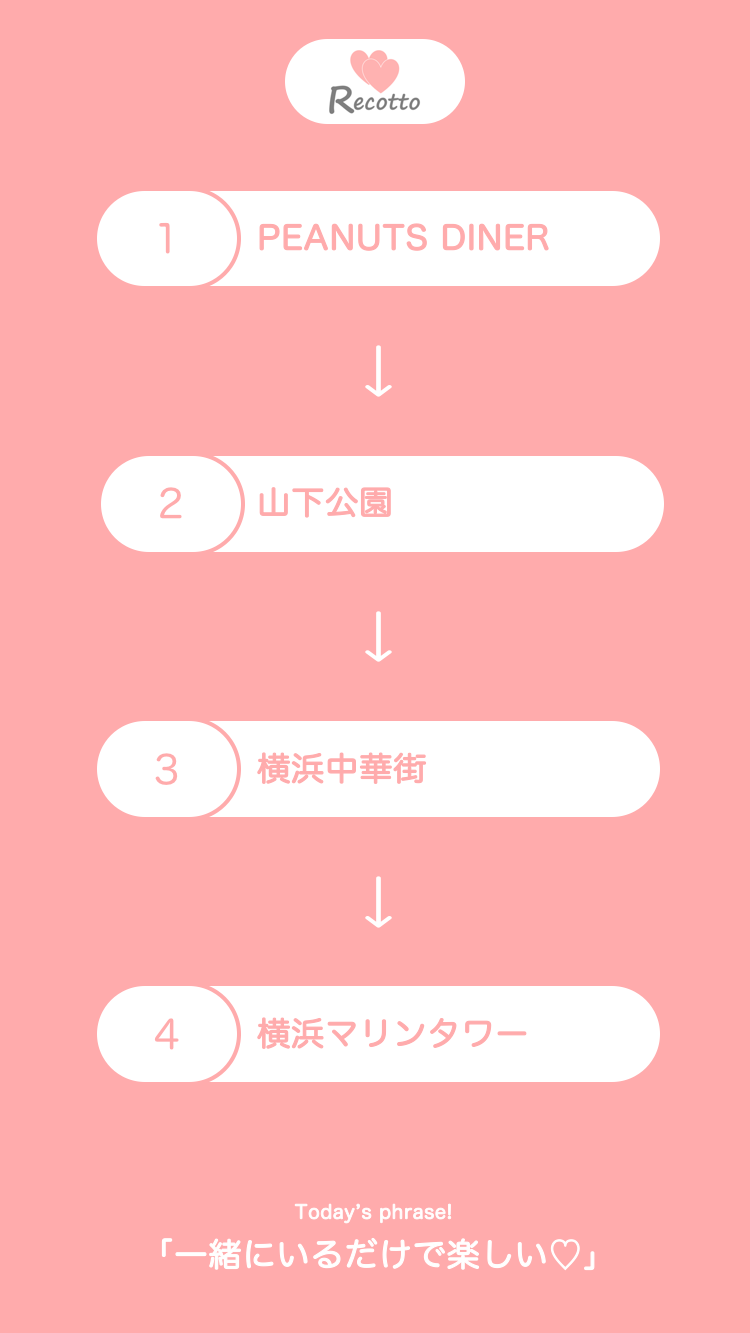 Recotto
1
PEANUTS DINER
↓
2
山下公園
↓
3
横浜中華街
↓
4
横浜マリンタワー
Today's phrase!
「一緒にいるだけで楽しい♡」